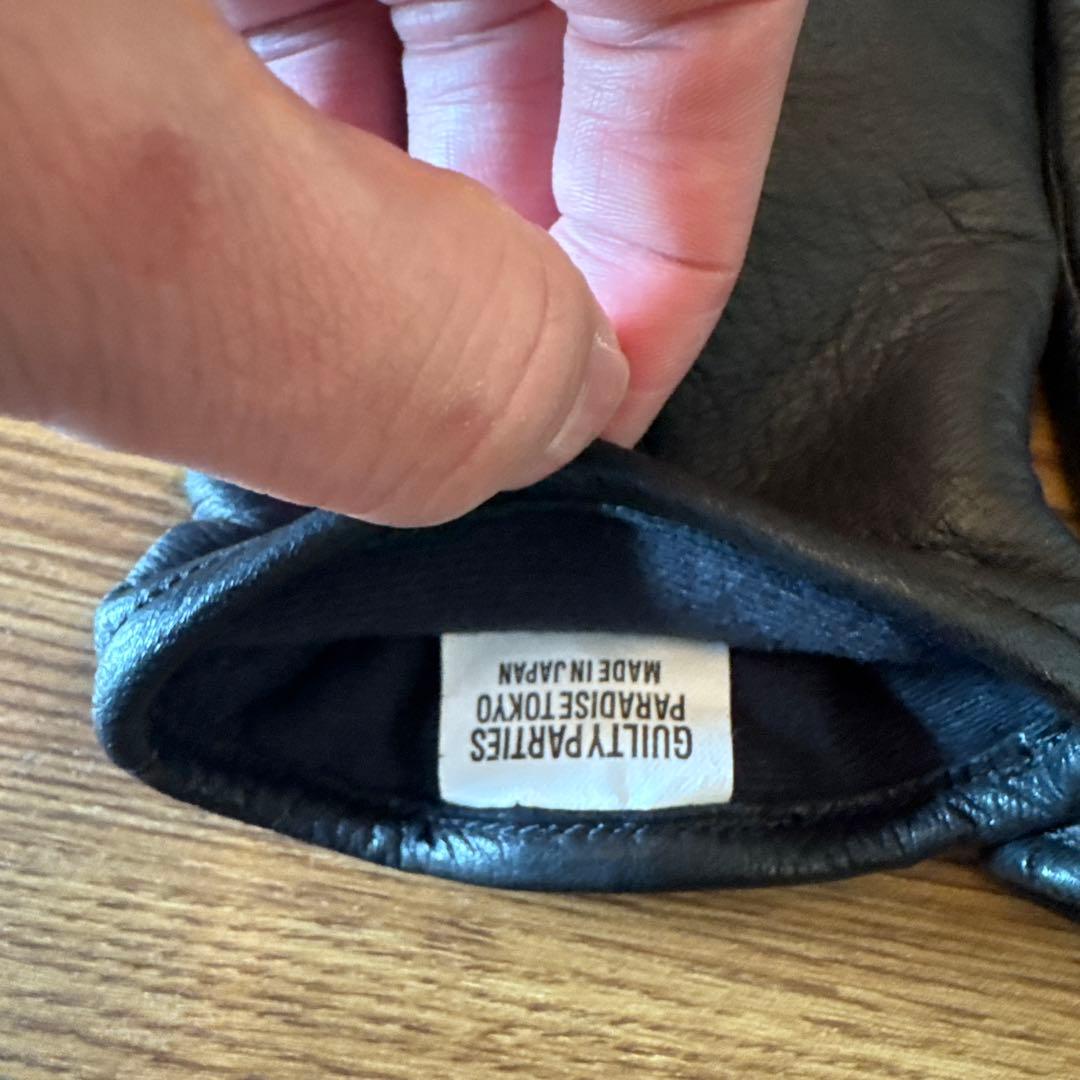 GUILTY PARTIES
PARADISE TOKYO
MADE IN JAPAN